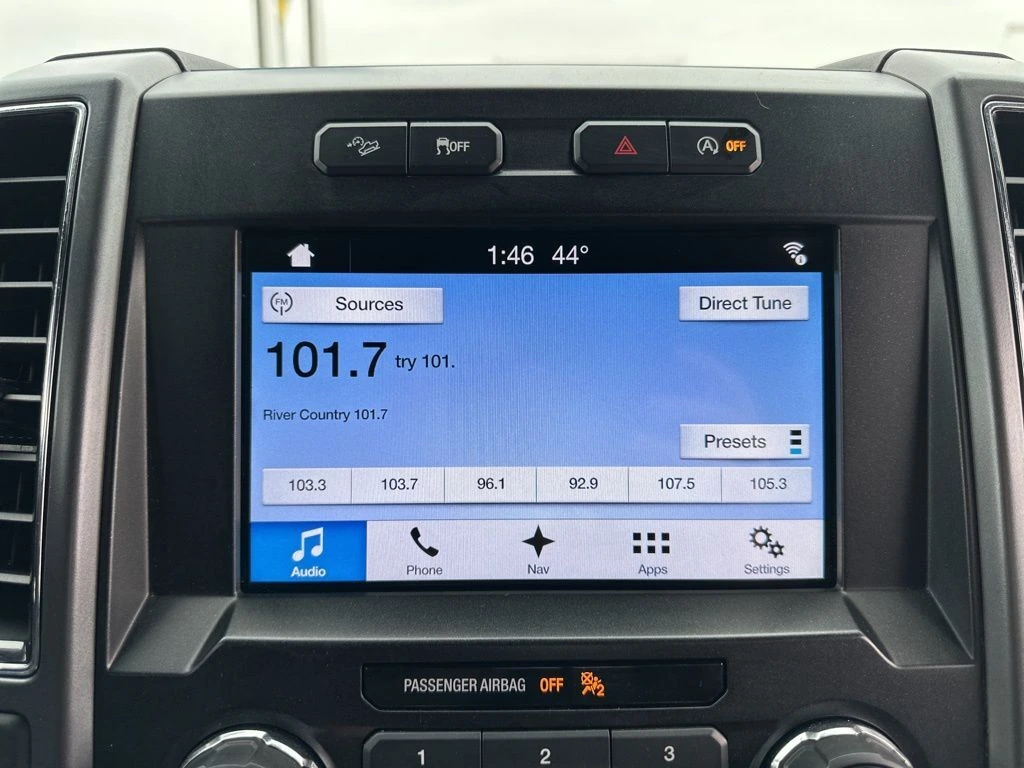 OFF
A OFF
1:46 44°
FM Sources
Direct Tune
101.7 try 101.
River Country 101.7
Presets
103.3 103.7 96.1 92.9 107.5 105.3
Audio Phone Nav Apps Settings
PASSENGER AIRBAG OFF 2
1 2 3